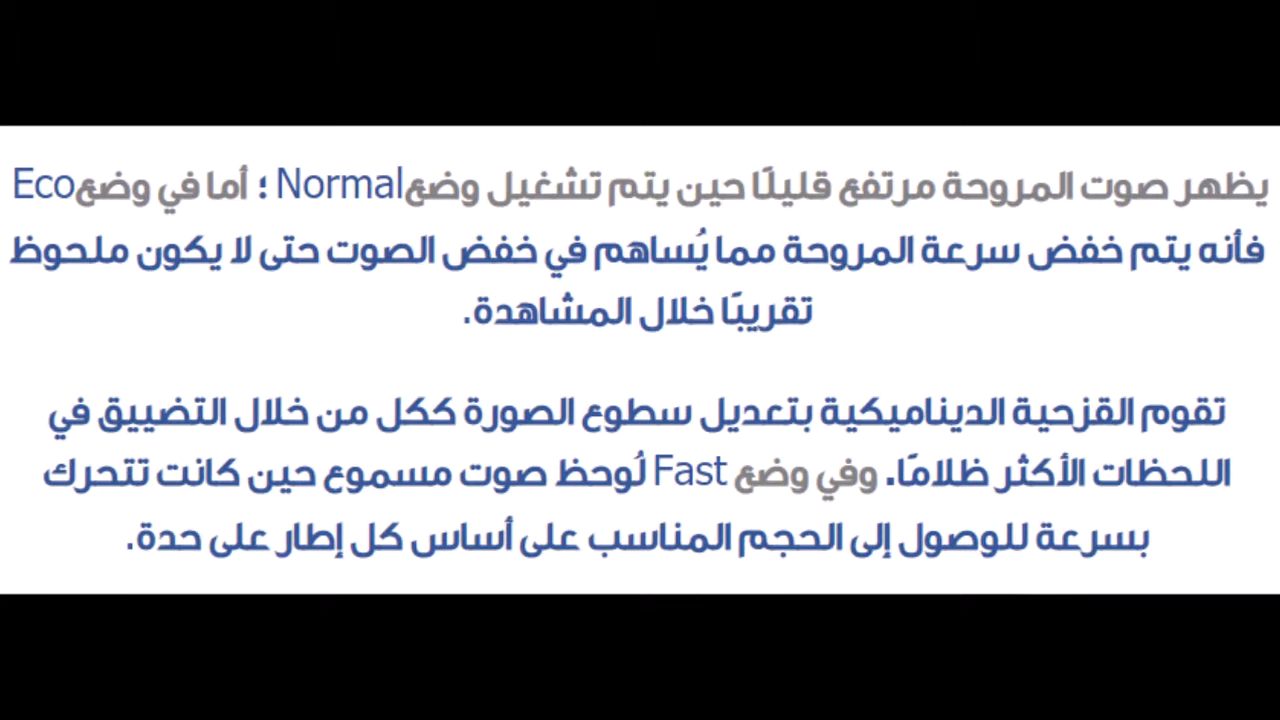 يظهر صوت المروحة مرتفع قليلًا حين يتم تشغيل وضعNormal ؛ أما في وضعEco
فأنه يتم خفض سرعة المروحة مما يُساهم في خفض الصوت حتى لا يكون ملحوظ
تقريبًا خلال المشاهدة.
تقوم القزحية الديناميكية بتعديل سطوع الصورة ككل من خلال التضييق في
اللحظات الأكثر ظلامًا. وفي وضع Fast لُوحظ صوت مسموع حين كانت تتحرك
بسرعة للوصول إلى الحجم المناسب على أساس كل إطار على حدة.